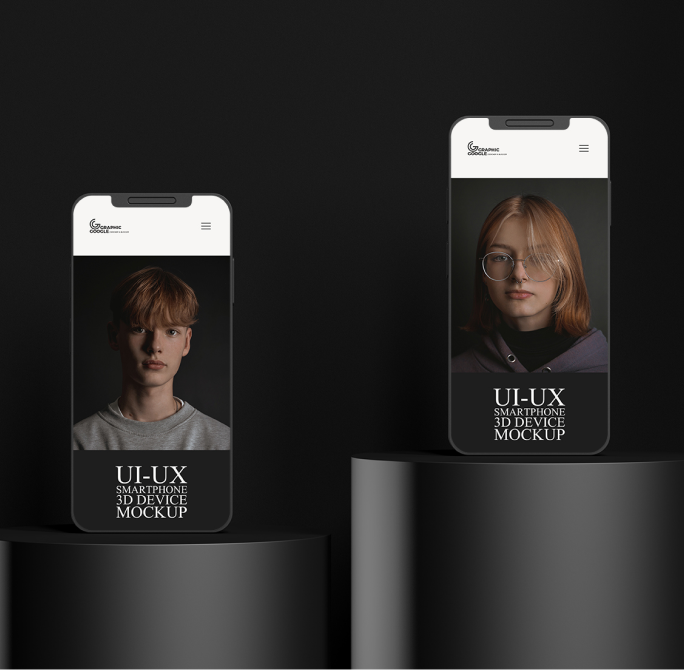 GRAPHIC
GOOGLE
UI-UX
SMARTPHONE
3D DEVICE
MOCKUP
GRAPHIC
GOOGLE
UI-UX
SMARTPHONE
3D DEVICE
MOCKUP